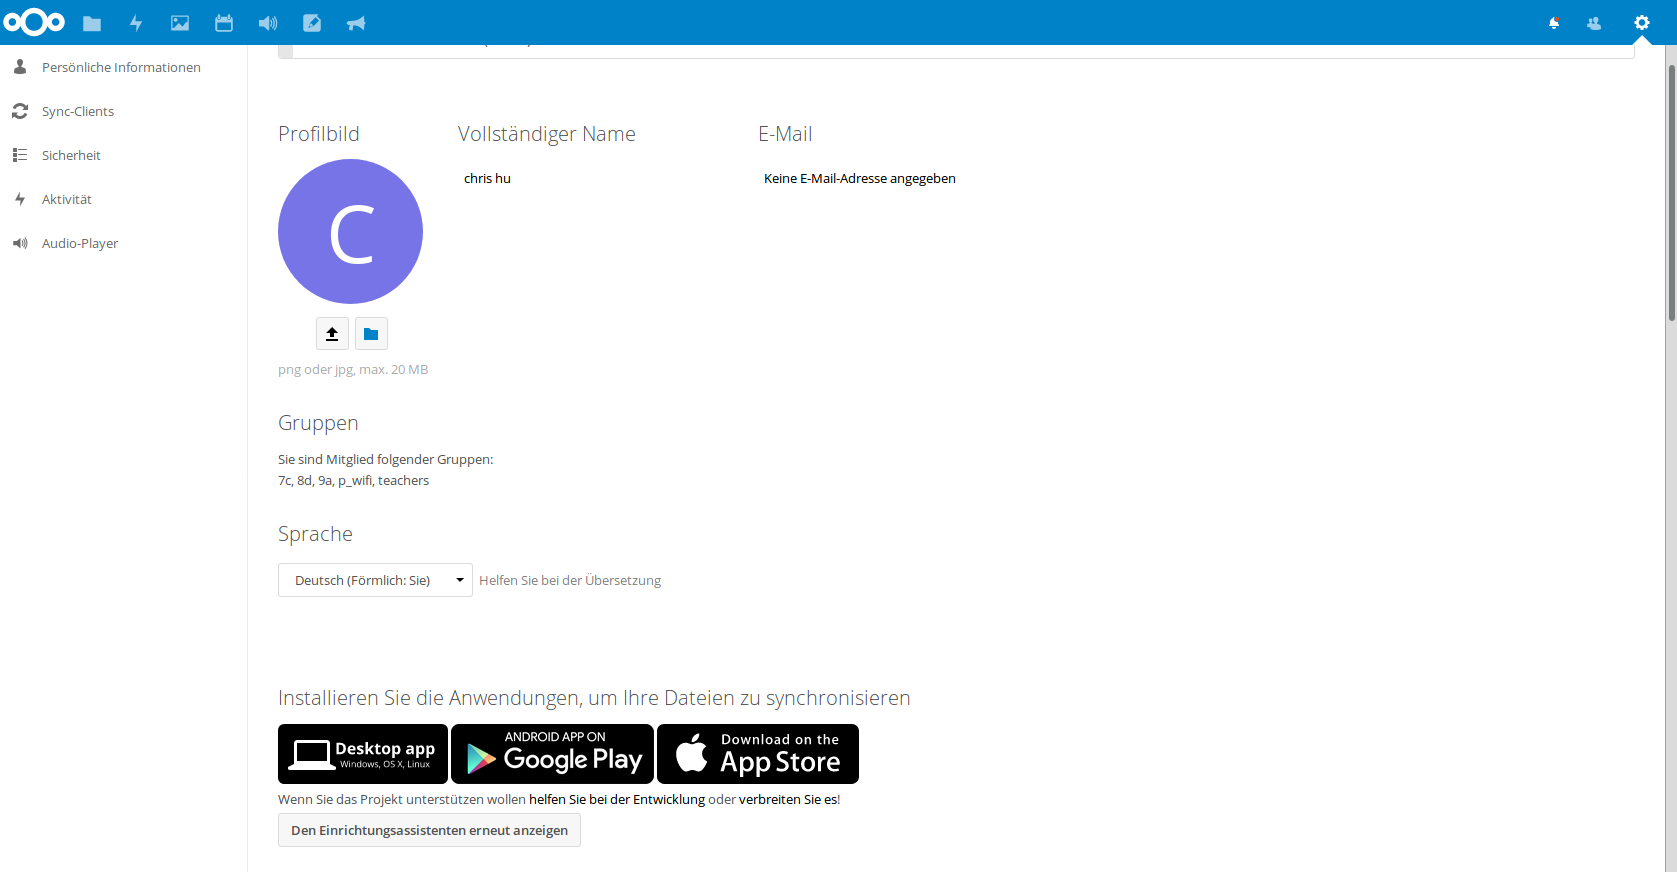 Persönliche Informationen
Sync-Clients
Sicherheit
Aktivität
Audio-Player
Profilbild
Vollständiger Name
E-Mail
C
chris hu
Keine E-Mail-Adresse angegeben
png oder jpg, max. 20 MB
Gruppen
Sie sind Mitglied folgender Gruppen:
7c, 8d, 9a, p_wifi, teachers
Sprache
Deutsch (Förmlich: Sie)
Helfen Sie bei der Übersetzung
Installieren Sie die Anwendungen, um Ihre Dateien zu synchronisieren
Desktop app
Windows, OS X, Linux
ANDROID APP ON
Google Play
Download on the
App Store
Wenn Sie das Projekt unterstützen wollen helfen Sie bei der Entwicklung oder verbreiten Sie es!
Den Einrichtungsassistenten erneut anzeigen